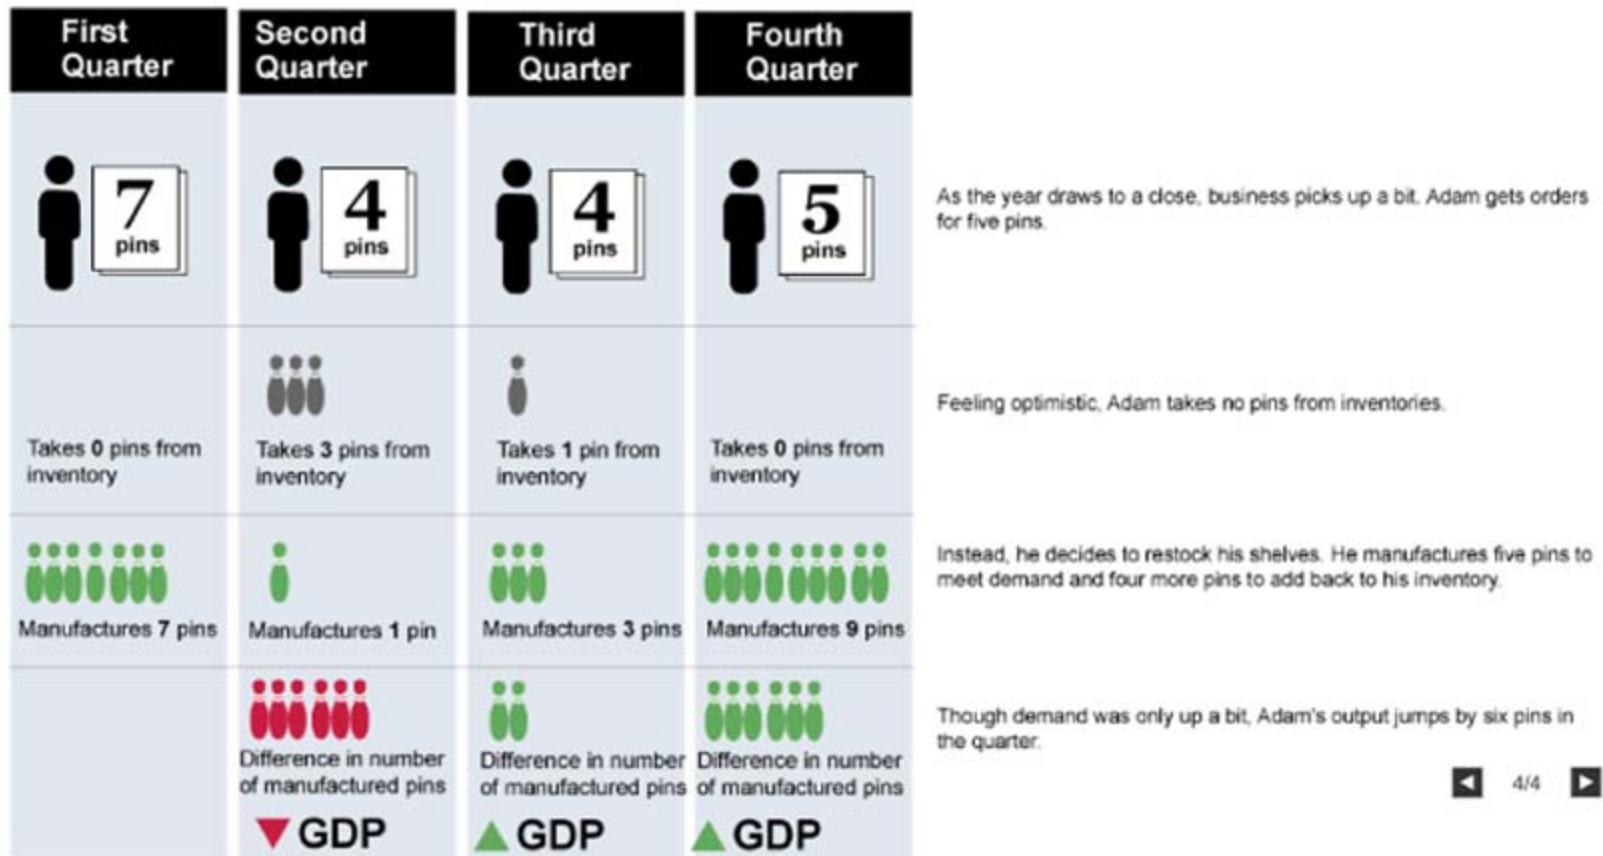 First
Quarter
Second
Quarter
Third
Quarter
Fourth
Quarter
7
pins
4
pins
4
pins
5
pins
As the year draws to a close, business picks up a bit. Adam gets orders
for five pins.
Takes 0 pins from
inventory
Takes 3 pins from
inventory
Takes 1 pin from
inventory
Takes 0 pins from
inventory
Feeling optimistic, Adam takes no pins from inventories.
Manufactures 7 pins
Manufactures 1 pin
Manufactures 3 pins
Manufactures 9 pins
Instead, he decides to restock his shelves. He manufactures five pins to
meet demand and four more pins to add back to his inventory.
Difference in number
of manufactured pins
GDP
Difference in number
of manufactured pins
GDP
Difference in number
of manufactured pins
GDP
Though demand was only up a bit, Adam's output jumps by six pins in
the quarter.
4/4